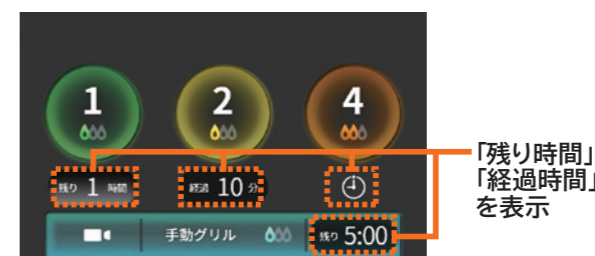 1 2 4
残り 1 時間 経過 10 分
手動グリル 残り 5:00
「残り時間」
「経過時間」
を表示